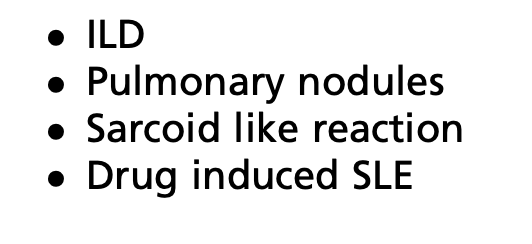 • ILD
• Pulmonary nodules
• Sarcoid like reaction
• Drug induced SLE